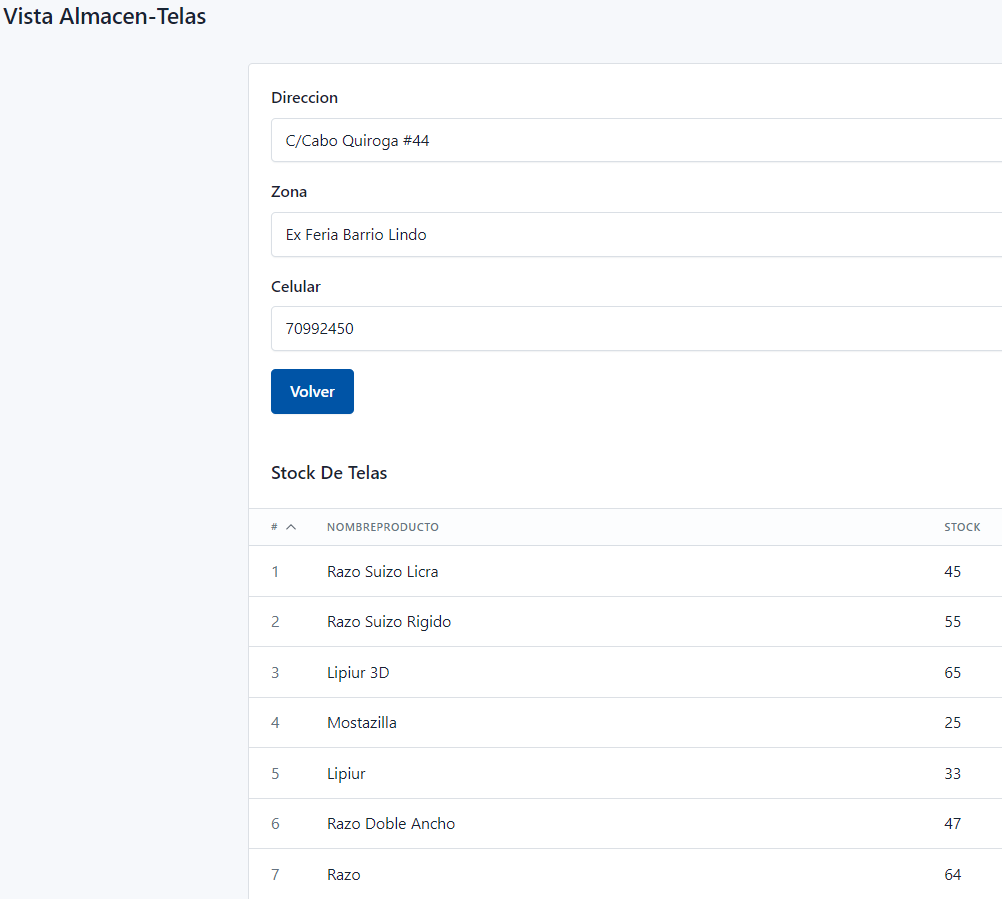 Vista Almacen-Telas
Direccion
C/Cabo Quiroga #44
Zona
Ex Feria Barrio Lindo
Celular
70992450
Volver
Stock De Telas
# NOMBREPRODUCTO STOCK
1 Razo Suizo Licra 45
2 Razo Suizo Rigido 55
3 Lipiur 3D 65
4 Mostazilla 25
5 Lipiur 33
6 Razo Doble Ancho 47
7 Razo 64